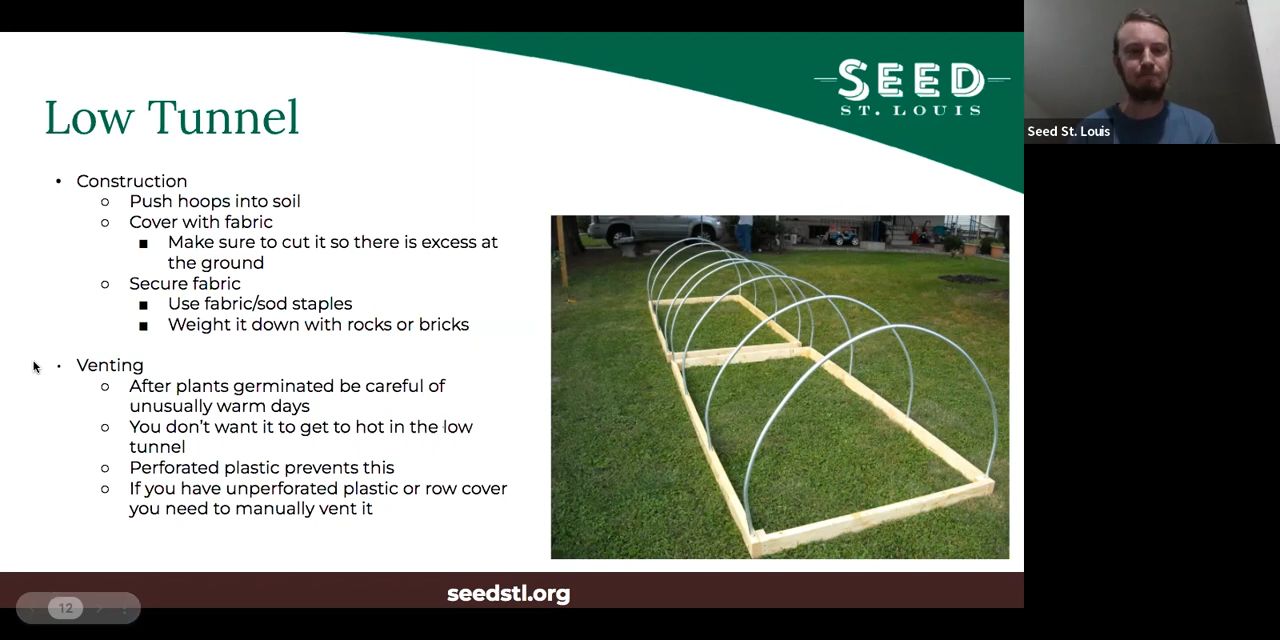 SEED
ST. LOUIS
Seed St. Louis
Low Tunnel
• Construction
○ Push hoops into soil
○ Cover with fabric
■ Make sure to cut it so there is excess at
the ground
○ Secure fabric
■ Use fabric/sod staples
■ Weight it down with rocks or bricks
• Venting
○ After plants germinated be careful of
unusually warm days
○ You don't want it to get to hot in the low
tunnel
○ Perforated plastic prevents this
○ If you have unperforated plastic or row cover
you need to manually vent it
seedstl.org
12